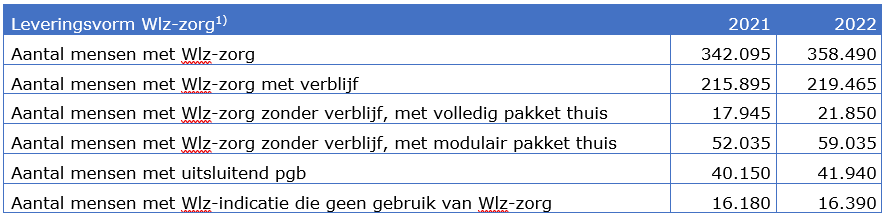 Leveringsvorm Wlz-zorg1) 2021 2022
Aantal mensen met Wlz-zorg 342.095 358.490
Aantal mensen met Wlz-zorg met verblijf 215.895 219.465
Aantal mensen met Wlz-zorg zonder verblijf, met volledig pakket thuis 17.945 21.850
Aantal mensen met Wlz-zorg zonder verblijf, met modulair pakket thuis 52.035 59.035
Aantal mensen met uitsluitend pgb 40.150 41.940
Aantal mensen met Wlz-indicatie die geen gebruik van Wlz-zorg 16.180 16.390